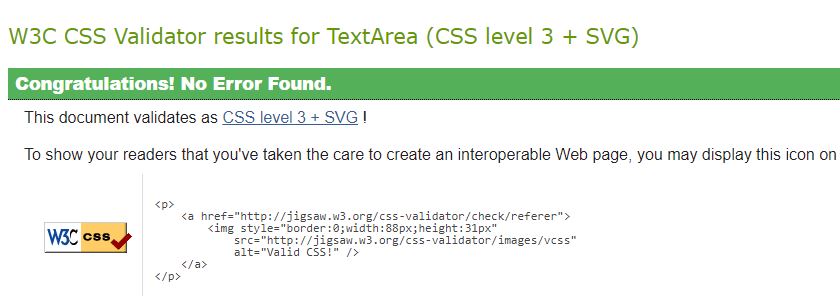 W3C CSS Validator results for TextArea (CSS level 3 + SVG)
Congratulations! No Error Found.
This document validates as CSS level 3 + SVG !
To show your readers that you've taken the care to create an interoperable Web page, you may display this icon on
<p>
<a href="http://jigsaw.w3.org/css-validator/check/referer">
<img style="border:0;width:88px;height:31px"
src="http://jigsaw.w3.org/css-validator/images/vcss"
alt="Valid CSS!" />
</a>
</p>
W3C css